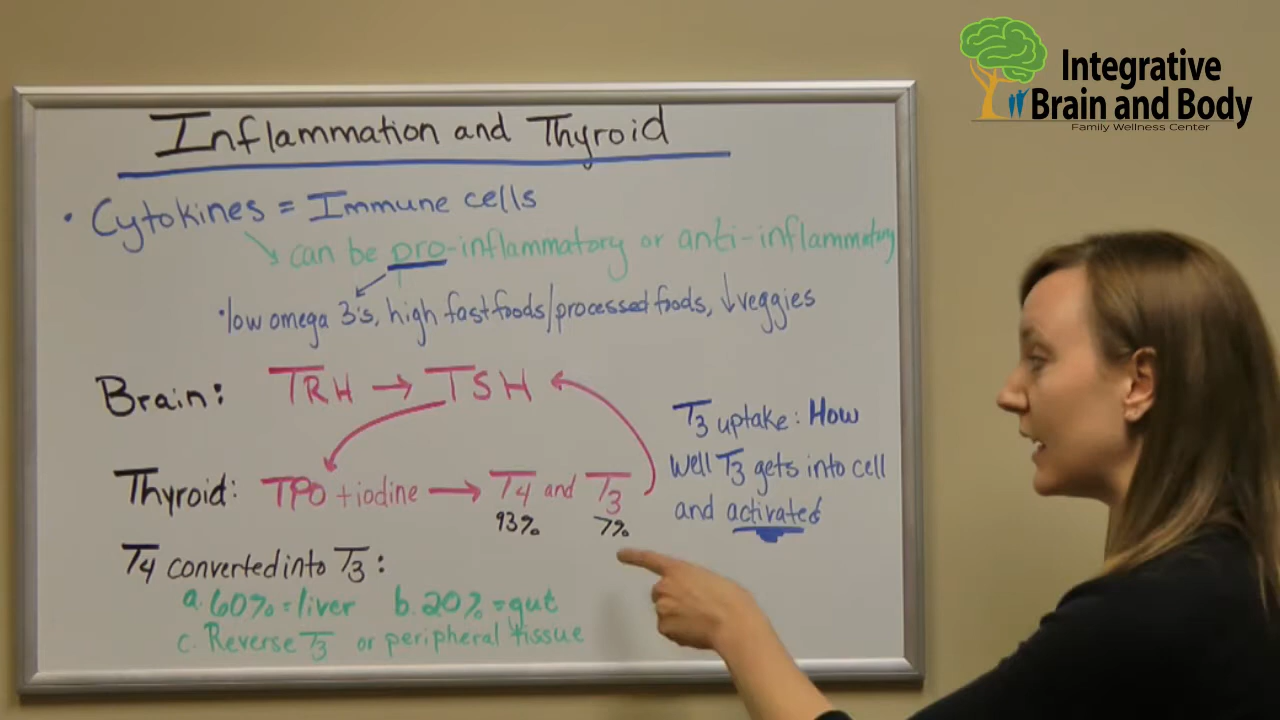 Integrative
Brain and Body
Family Wellness Center
Inflammation and Thyroid
• Cytokines = Immune cells
↘ can be pro-inflammatory or anti-inflammatory
• low omega 3's, high fast foods/processed foods, ↓veggies
Brain: TRH → TSH
Thyroid: TPO + iodine → T4 and T3
93% 7%
T3 uptake: How
well T3 gets into cell
and activated
T4 converted into T3:
a. 60% = liver b. 20% = gut
c. Reverse T3 or peripheral tissue